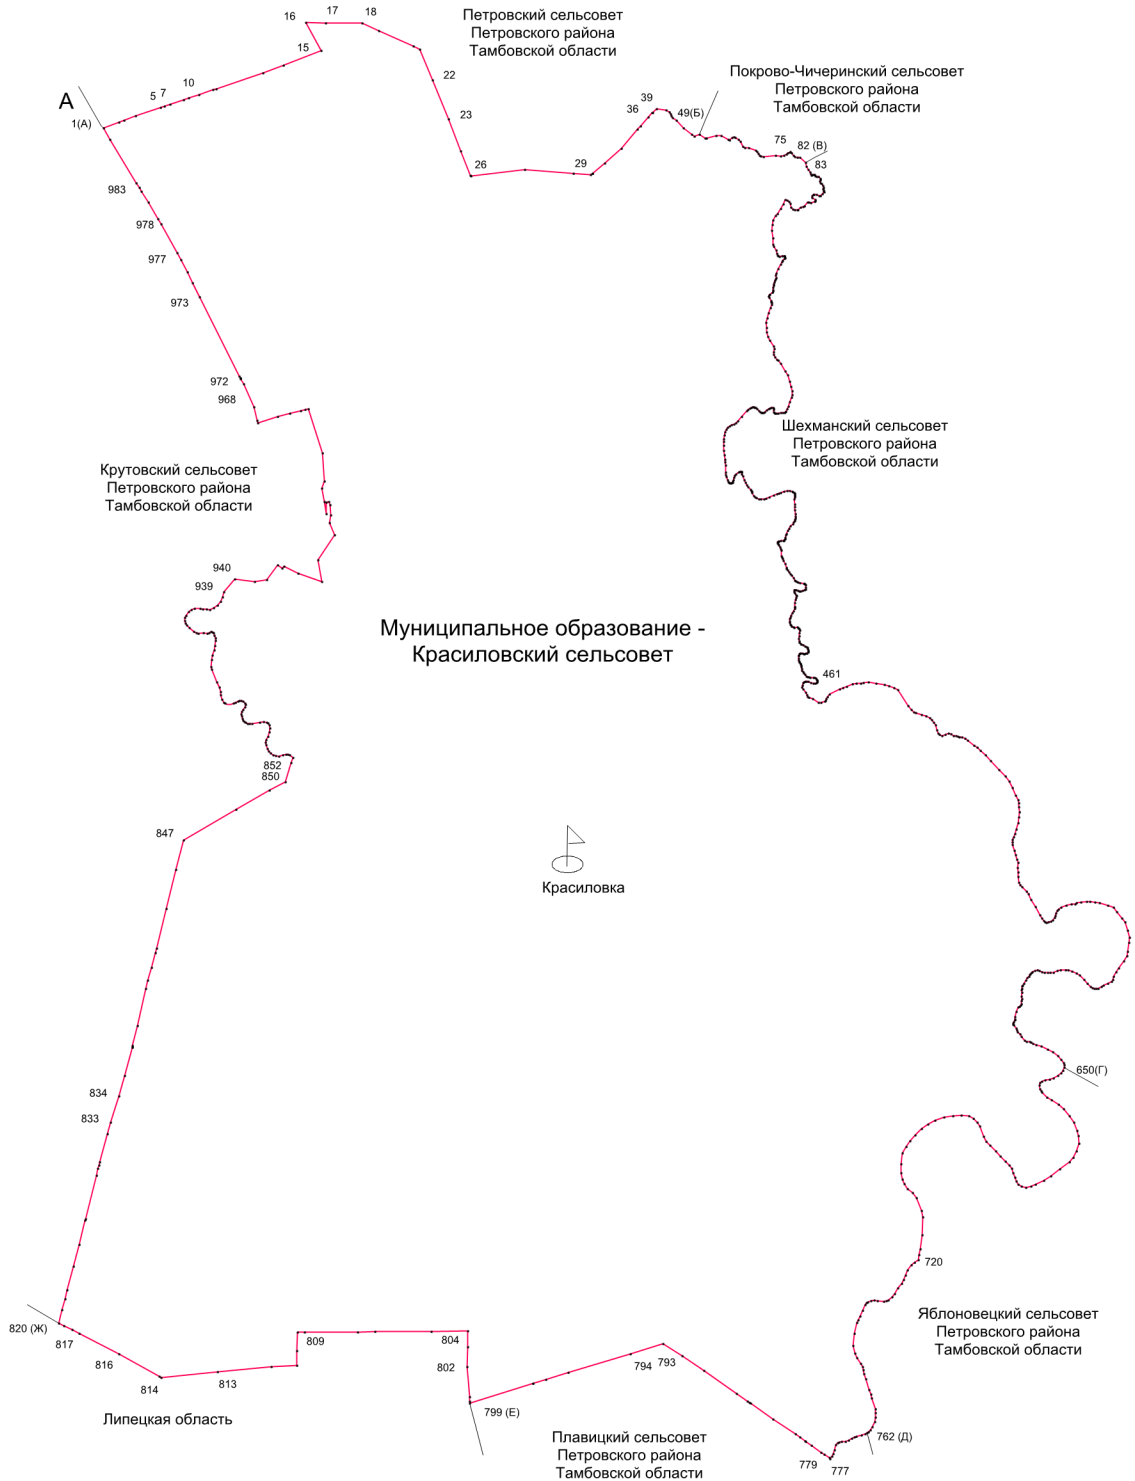 Петровский сельсовет
Петровского района
Тамбовской области
16
17
18
15
22
Покрово-Чичеринский сельсовет
Петровского района
Тамбовской области
А
5
7
10
1(А)
39
36
49(Б)
23
75
82 (В)
83
26
29
983
978
977
973
972
968
Шехманский сельсовет
Петровского района
Тамбовской области
Крутовский сельсовет
Петровского района
Тамбовской области
940
939
Муниципальное образование -
Красиловский сельсовет
461
852
850
847
Красиловка
834
833
650(Г)
720
820 (Ж)
817
816
814
813
809
804
802
794
793
Яблоновецкий сельсовет
Петровского района
Тамбовской области
Липецкая область
799 (Е)
762 (Д)
Плавицкий сельсовет
Петровского района
Тамбовской области
779
777